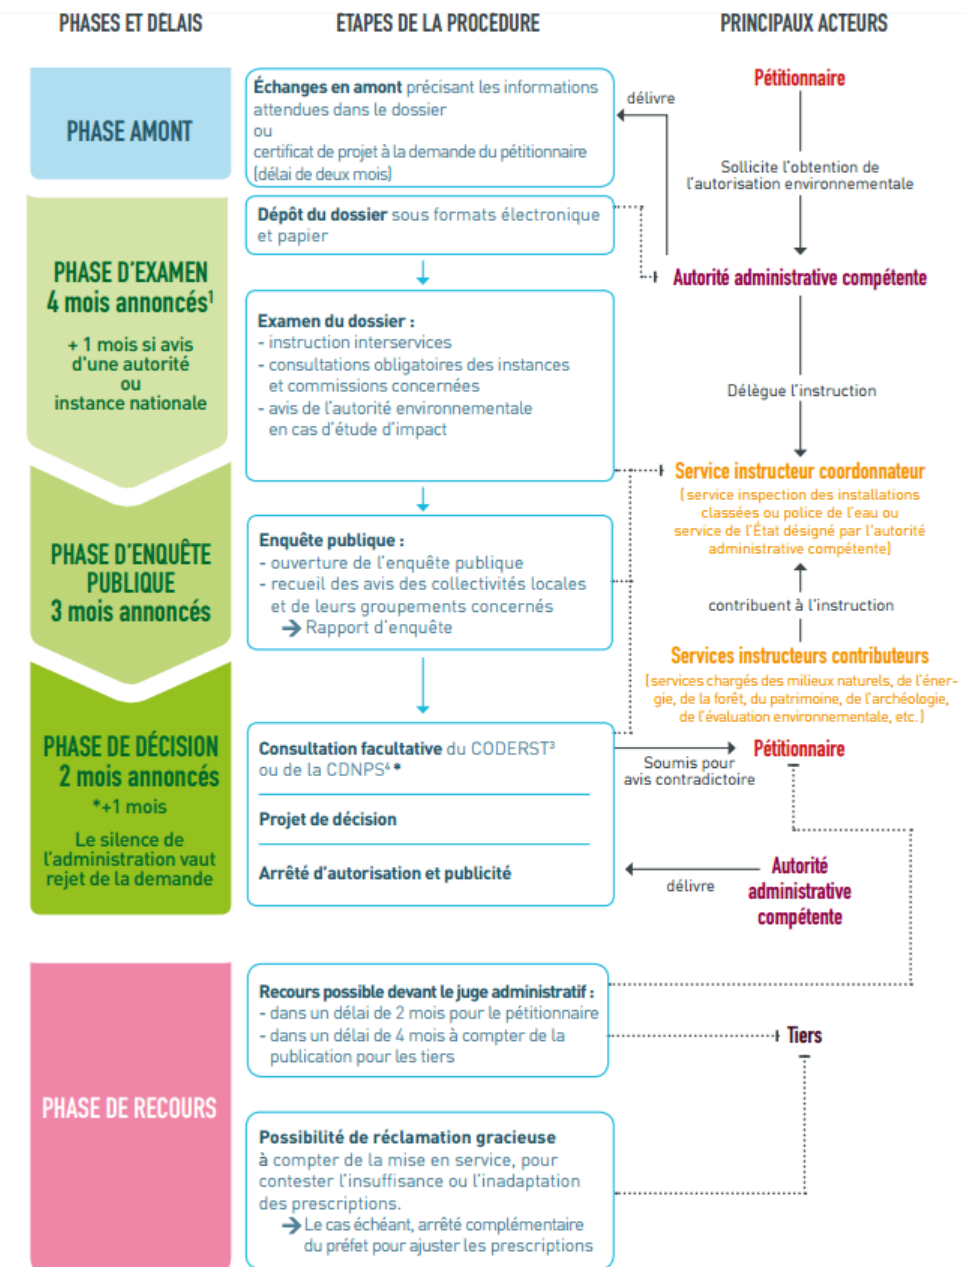 PHASES ET DÉLAIS
ÉTAPES DE LA PROCÉDURE
PRINCIPAUX ACTEURS
PHASE AMONT
Échanges en amont précisant les informations
attendues dans le dossier
ou
certificat de projet à la demande du pétitionnaire
(délai de deux mois)
délivre
Pétitionnaire
Sollicite l'obtention de
l'autorisation environnementale
PHASE D'EXAMEN
4 mois annoncés¹
+ 1 mois si avis
d'une autorité
ou
instance nationale
Dépôt du dossier sous formats électronique
et papier
Autorité administrative compétente
Examen du dossier :
- instruction interservices
- consultations obligatoires des instances
et commissions concernées
- avis de l'autorité environnementale
en cas d'étude d'impact
Délègue l'instruction
Service instructeur coordonnateur
(service inspection des installations
classées ou police de l'eau ou
service de l'État désigné par l'autorité
administrative compétente)
PHASE D'ENQUÊTE
PUBLIQUE
3 mois annoncés
Enquête publique :
- ouverture de l'enquête publique
- recueil des avis des collectivités locales
et de leurs groupements concernés
→ Rapport d'enquête
contribuent à l'instruction
Services instructeurs contributeurs
(services chargés des milieux naturels, de l'éner-
gie, de la forêt, du patrimoine, de l'archéologie,
de l'évaluation environnementale, etc.)
PHASE DE DÉCISION
2 mois annoncés
*+1 mois
Le silence de
l'administration vaut
rejet de la demande
Consultation facultative du CODERST³
ou de la CDNPS⁴ *
Projet de décision
Arrêté d'autorisation et publicité
Soumis pour
avis contradictoire
Pétitionnaire
délivre
Autorité
administrative
compétente
PHASE DE RECOURS
Recours possible devant le juge administratif :
- dans un délai de 2 mois pour le pétitionnaire
- dans un délai de 4 mois à compter de la
publication pour les tiers
Tiers
Possibilité de réclamation gracieuse
à compter de la mise en service, pour
contester l'insuffisance ou l'inadaptation
des prescriptions.
→ Le cas échéant, arrêté complémentaire
du préfet pour ajuster les prescriptions